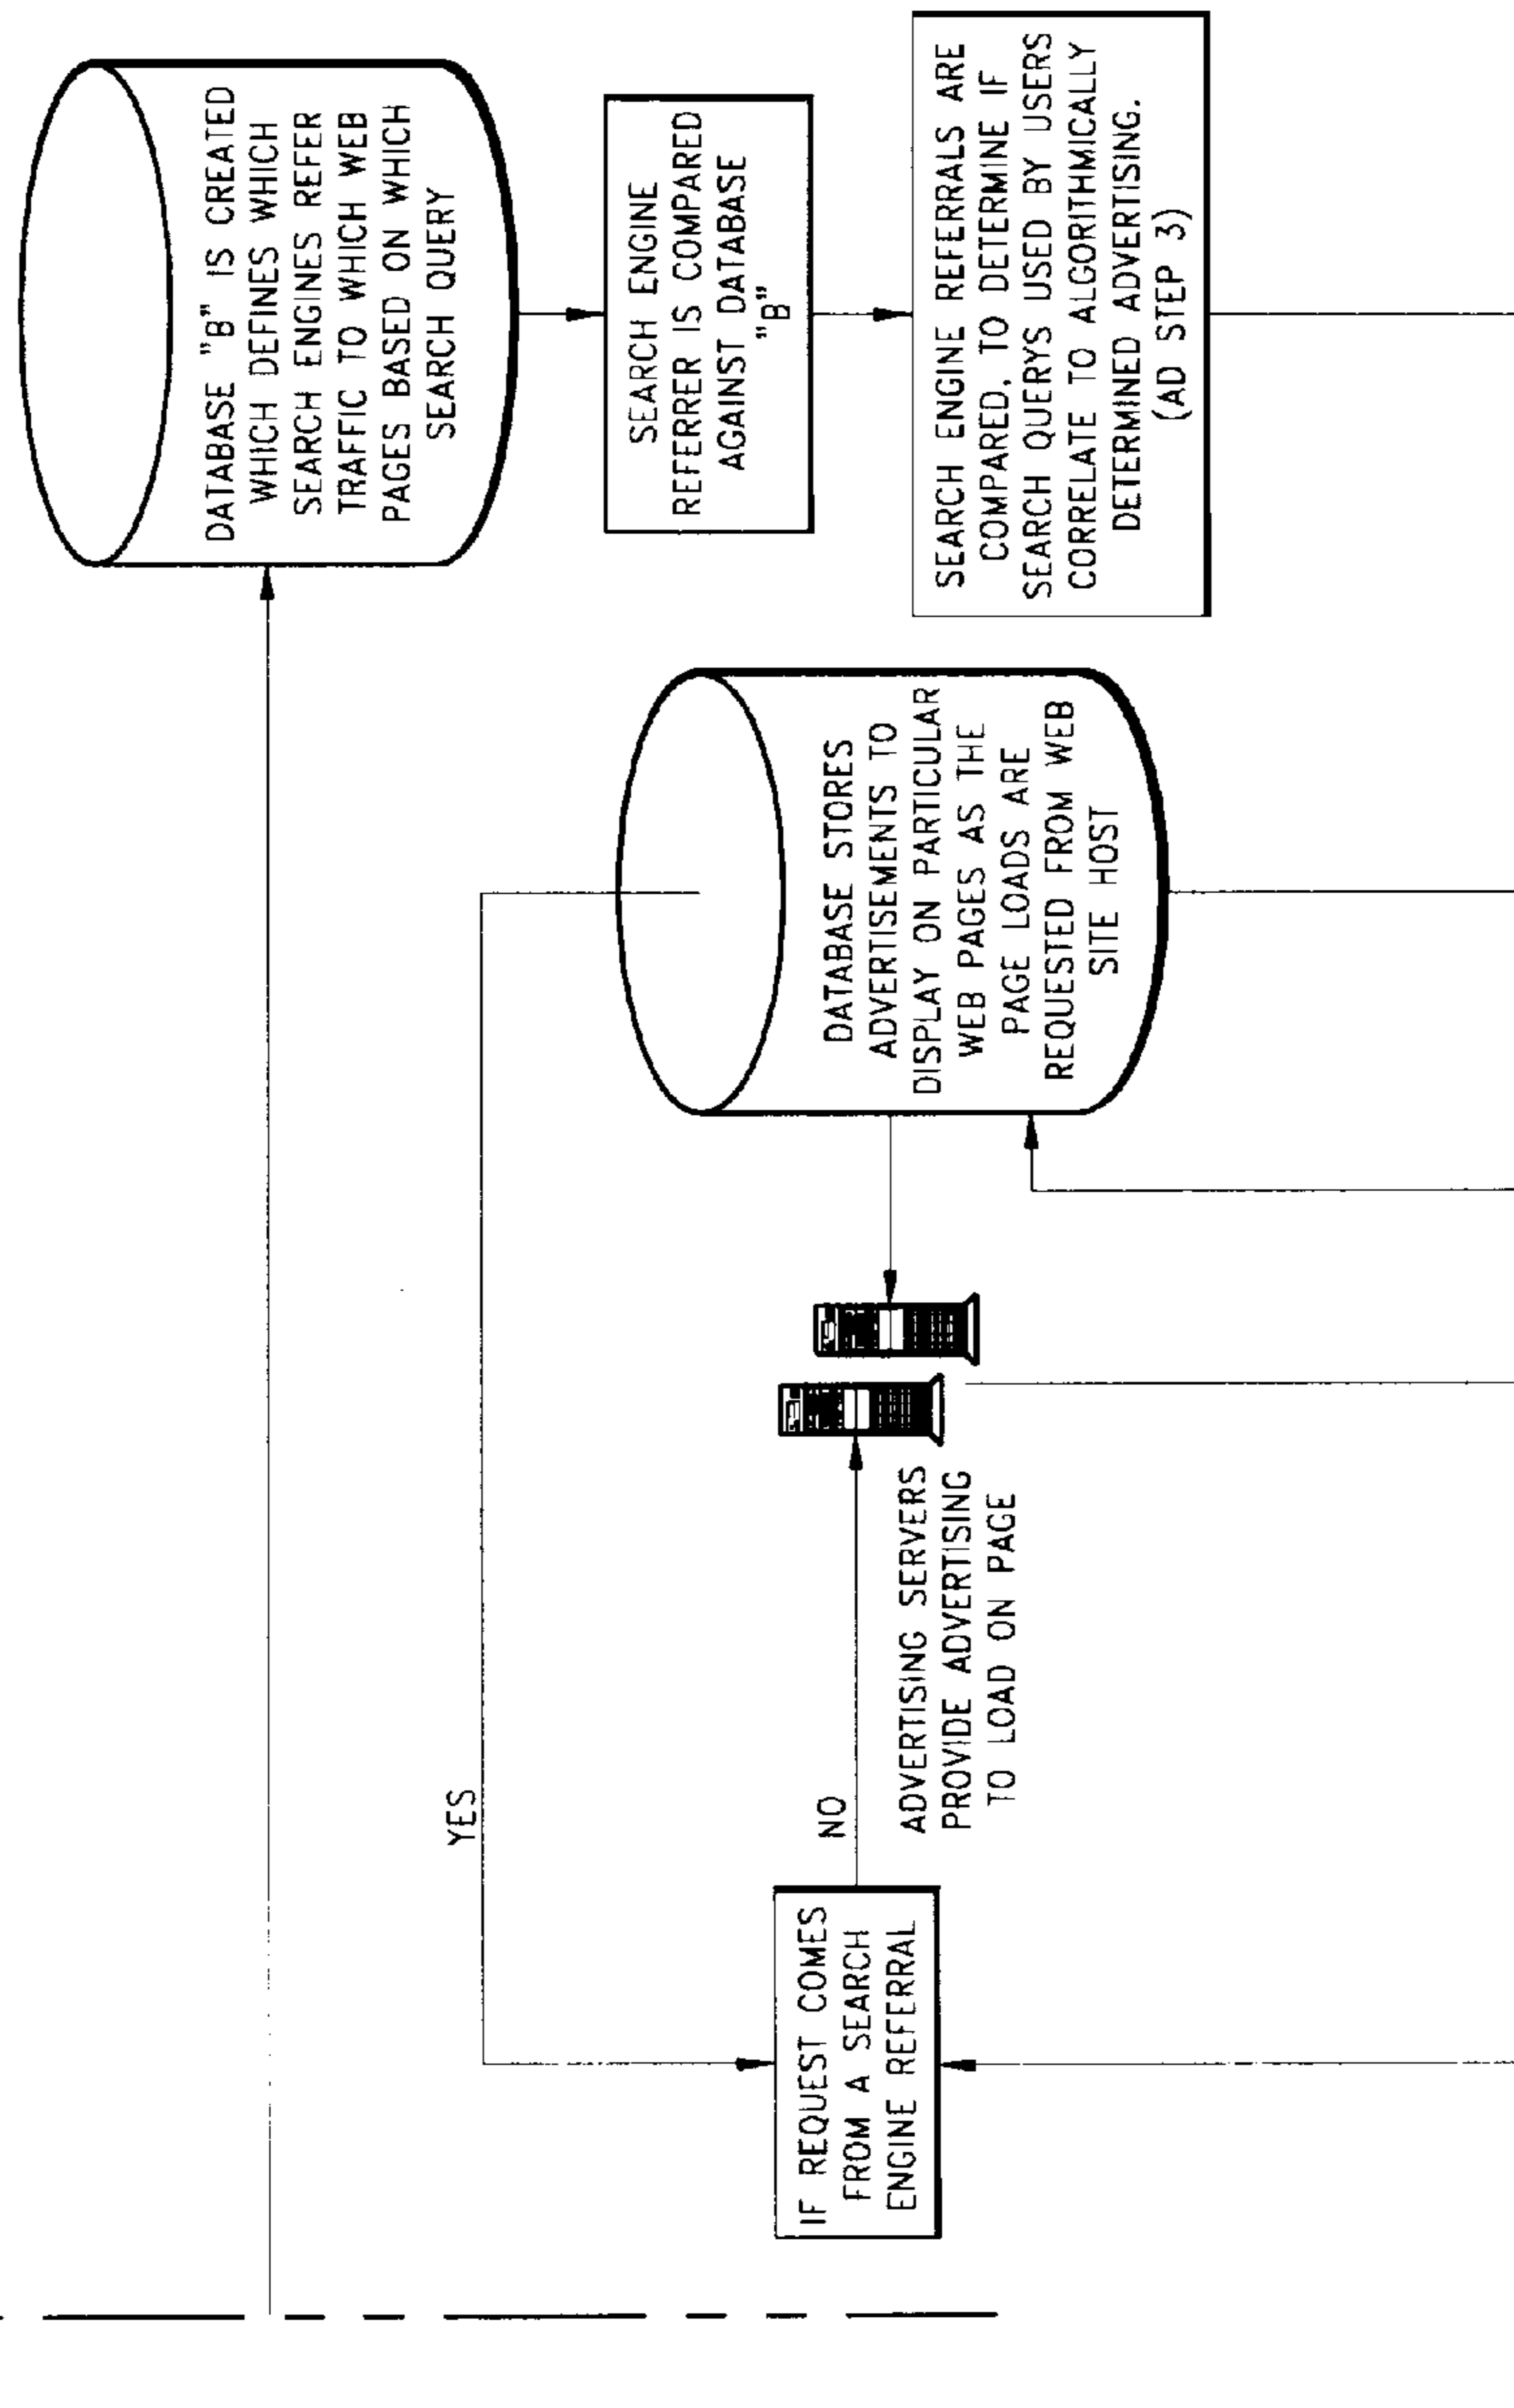 DATABASE "B" IS CREATED
WHICH DEFINES WHICH
SEARCH ENGINES REFER
TRAFFIC TO WHICH WEB
PAGES BASED ON WHICH
SEARCH QUERY
SEARCH ENGINE
REFERRER IS COMPARED
AGAINST DATABASE
"B"
SEARCH ENGINE REFERRALS ARE
COMPARED, TO DETERMINE IF
SEARCH QUERYS USED BY USERS
CORRELATE TO ALGORITHMICALLY
DETERMINED ADVERTISING.
(AD STEP 3)
YES
DATABASE STORES
ADVERTISEMENTS TO
DISPLAY ON PARTICULAR
WEB PAGES AS THE
PAGE LOADS ARE
REQUESTED FROM WEB
SITE HOST
IF REQUEST COMES
FROM A SEARCH
ENGINE REFERRAL
NO
ADVERTISING SERVERS
PROVIDE ADVERTISING
TO LOAD ON PAGE